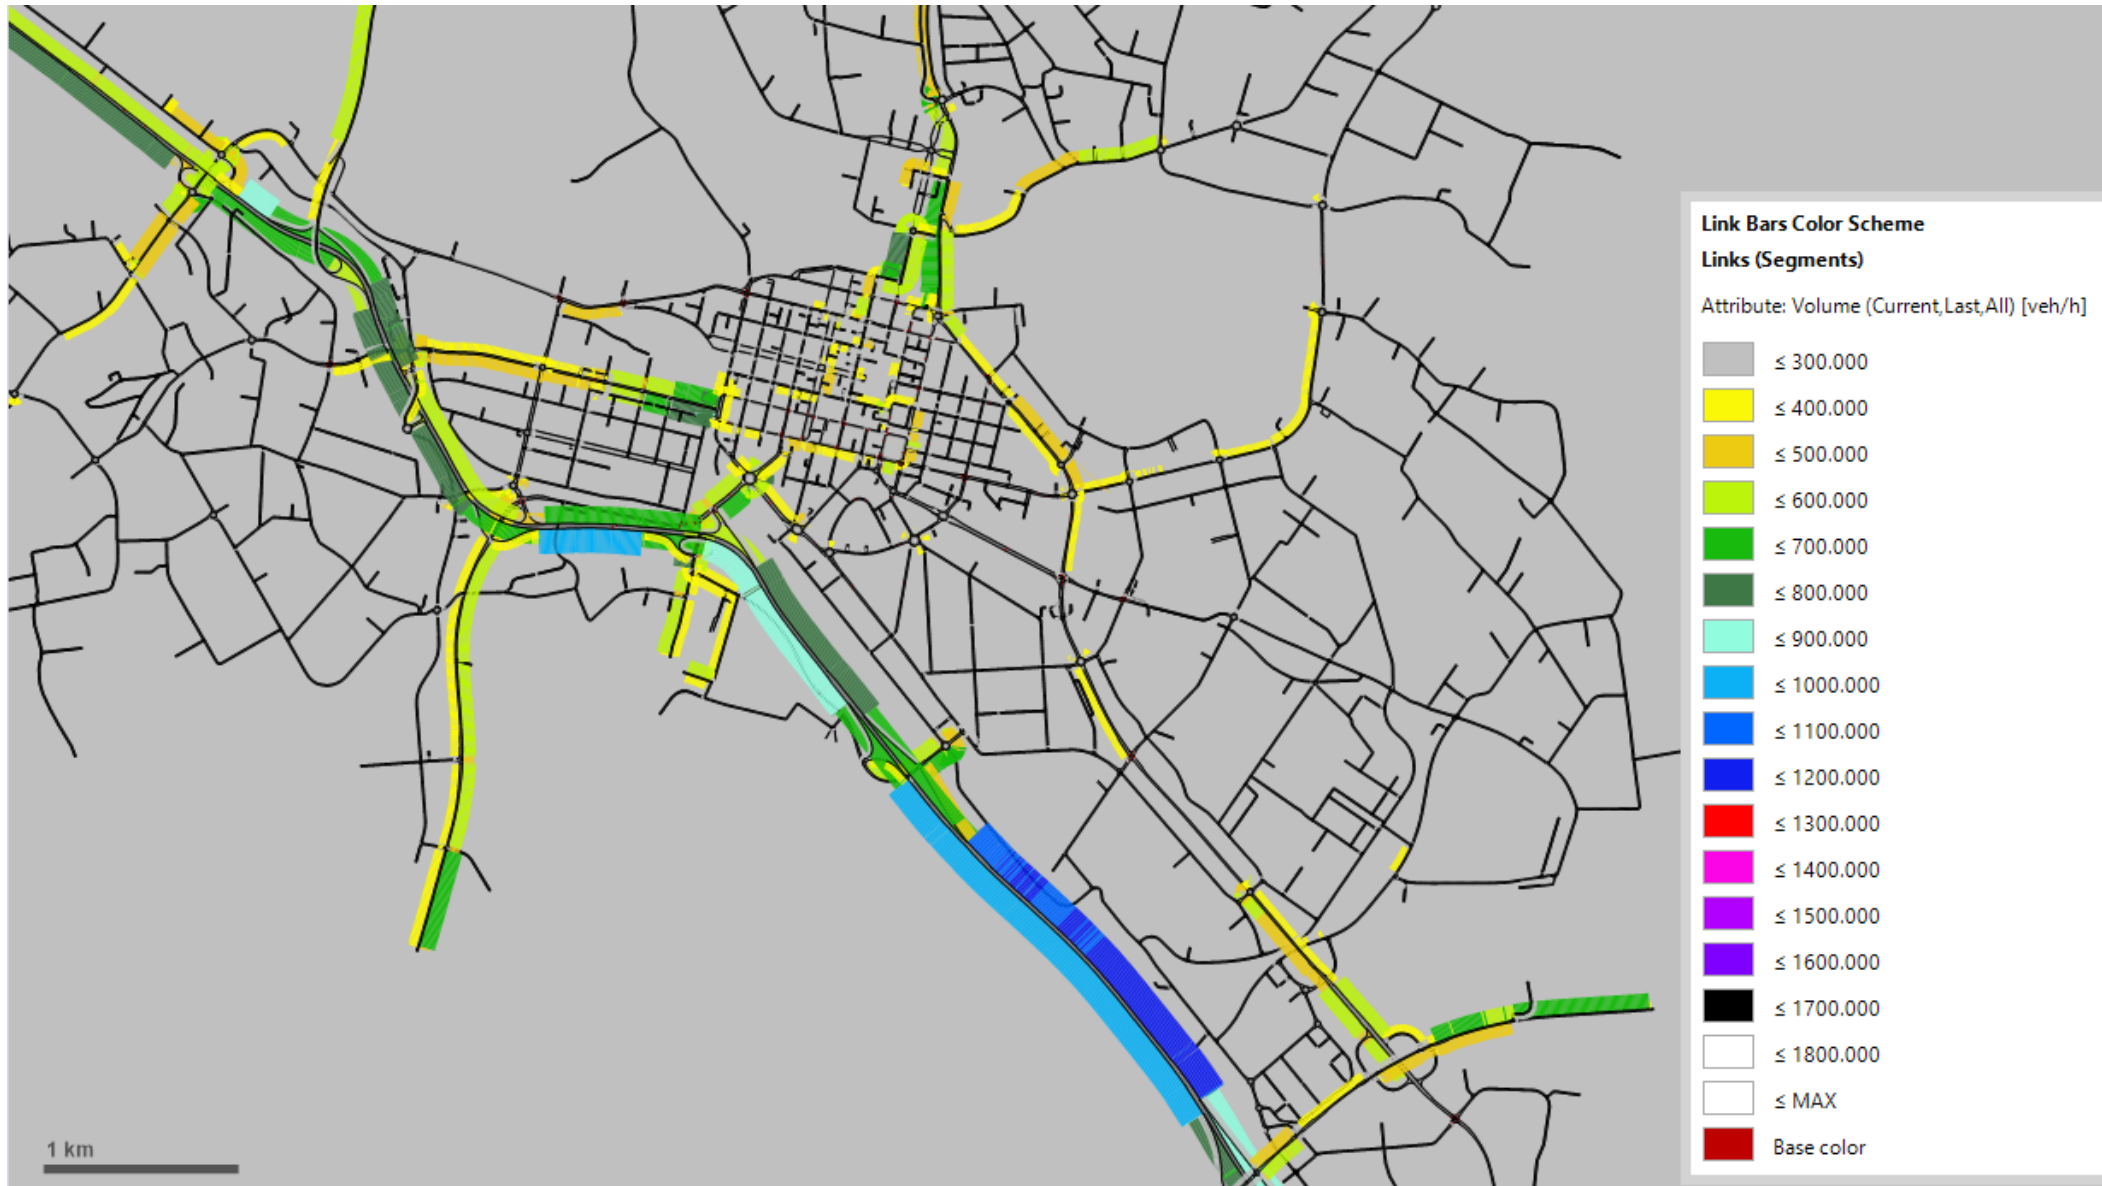 Link Bars Color Scheme
Links (Segments)
Attribute: Volume (Current,Last,All) [veh/h]
≤ 300.000
≤ 400.000
≤ 500.000
≤ 600.000
≤ 700.000
≤ 800.000
≤ 900.000
≤ 1000.000
≤ 1100.000
≤ 1200.000
≤ 1300.000
≤ 1400.000
≤ 1500.000
≤ 1600.000
≤ 1700.000
≤ 1800.000
≤ MAX
Base color
1 km